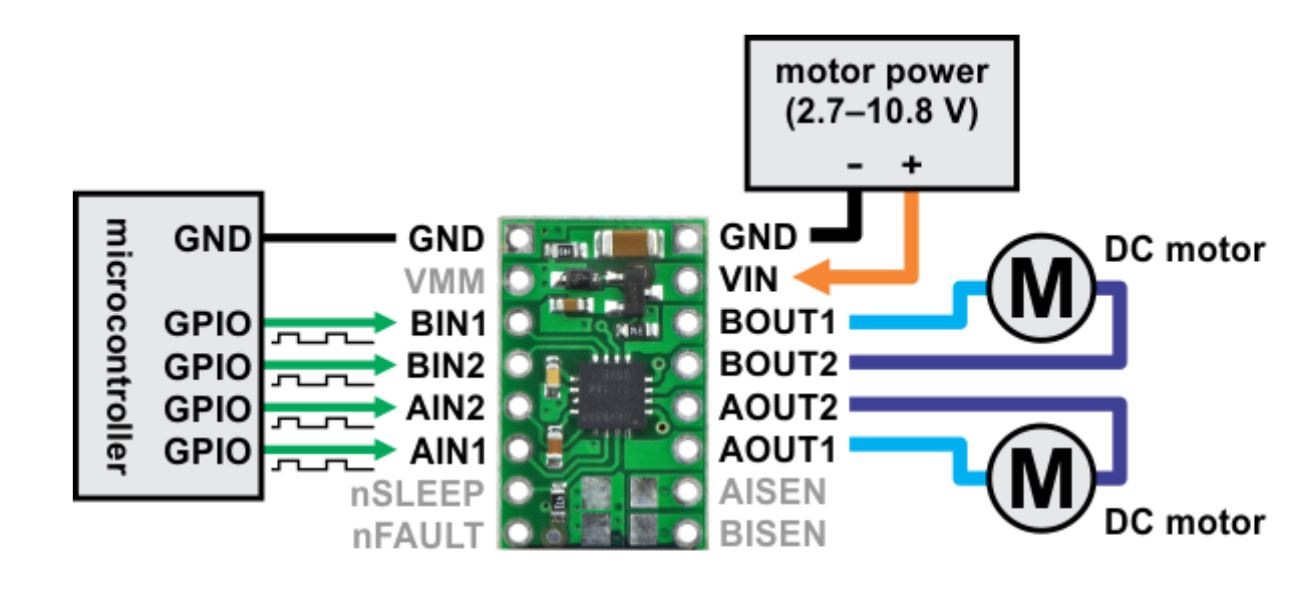 motor power
(2.7–10.8 V)
- +
microcontroller
GND
GPIO
GPIO
GPIO
GPIO
GND
VMM
BIN1
BIN2
AIN2
AIN1
nSLEEP
nFAULT
GND
VIN
BOUT1
BOUT2
AOUT2
AOUT1
AISEN
BISEN
M
DC motor
M
DC motor